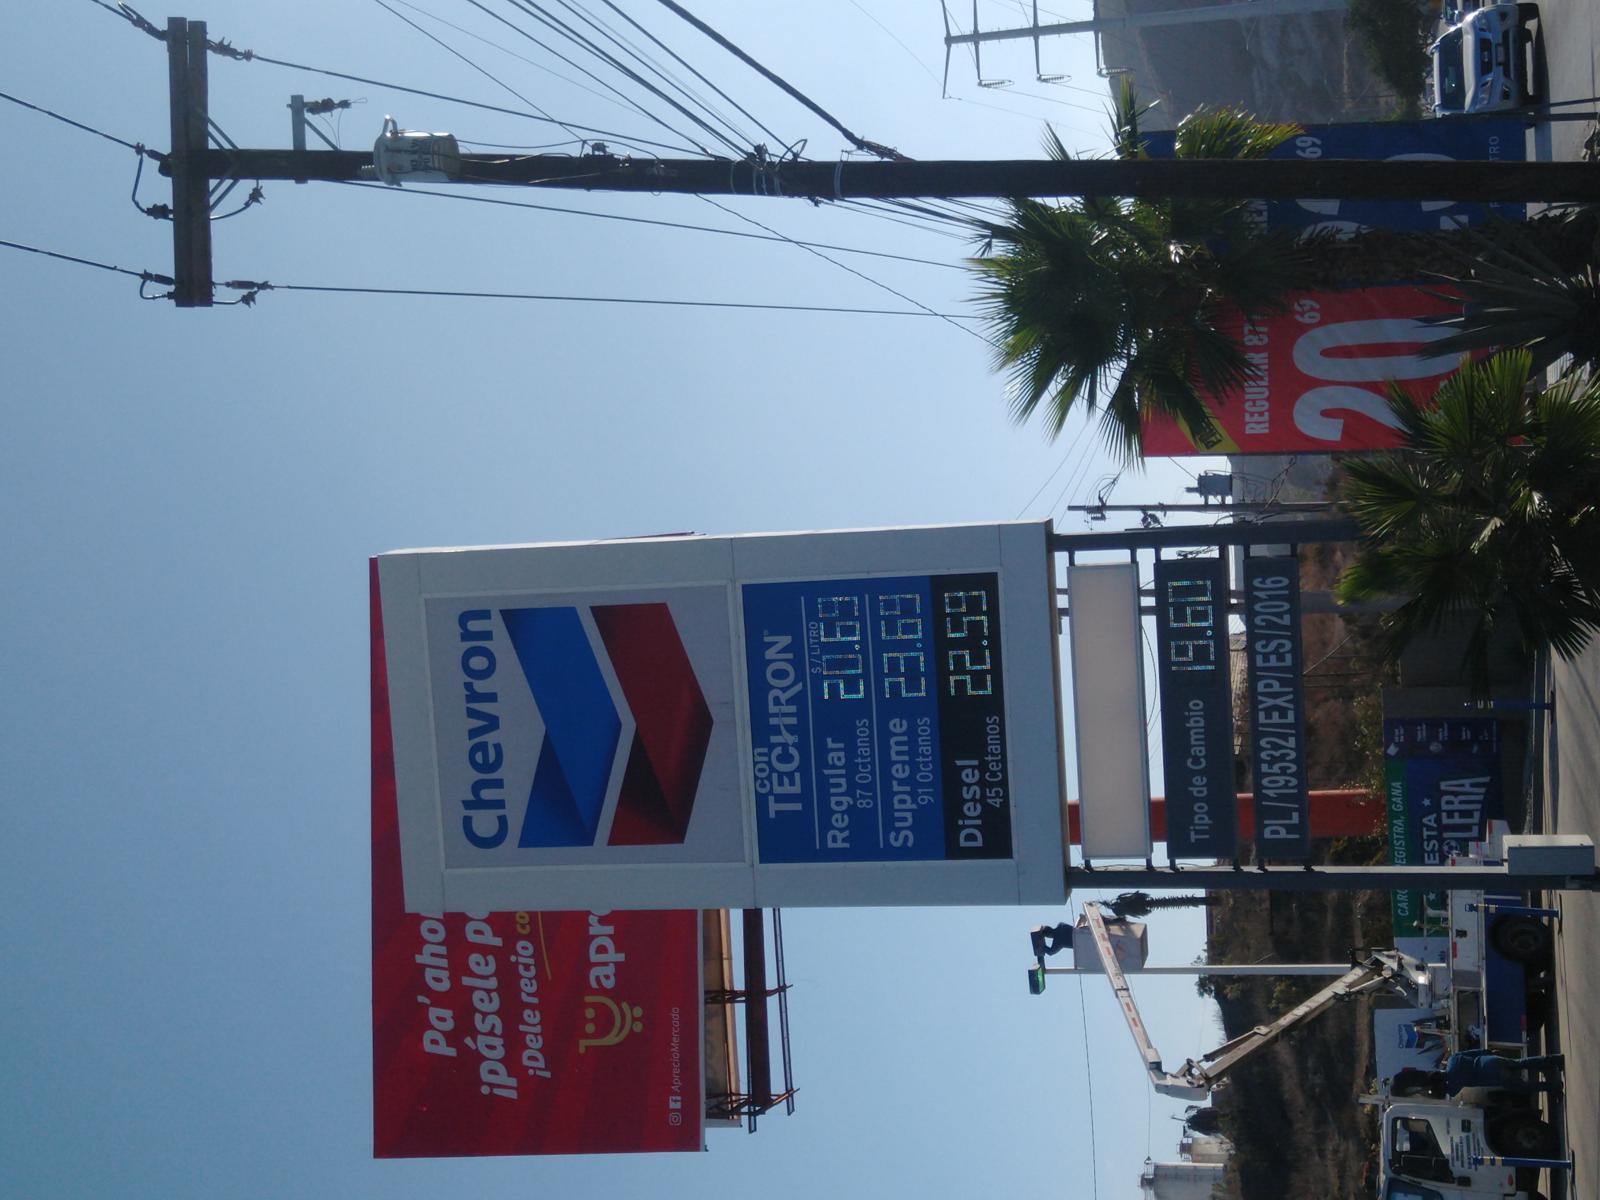 Chevron
con
TECHRON
$/LITRO
Regular
87 Octanos
20.69
Supreme
91 Octanos
23.69
Diesel
45 Cetanos
22.59
Tipo de Cambio
19.60
PL/19532/EXP/ES/2016
Pa' aho
¡pásele p
¡Dele recio co
apre
AprecioMercado
REGULAR 87
20 69
69
REGISTRA, GANA
ESTA
LERA